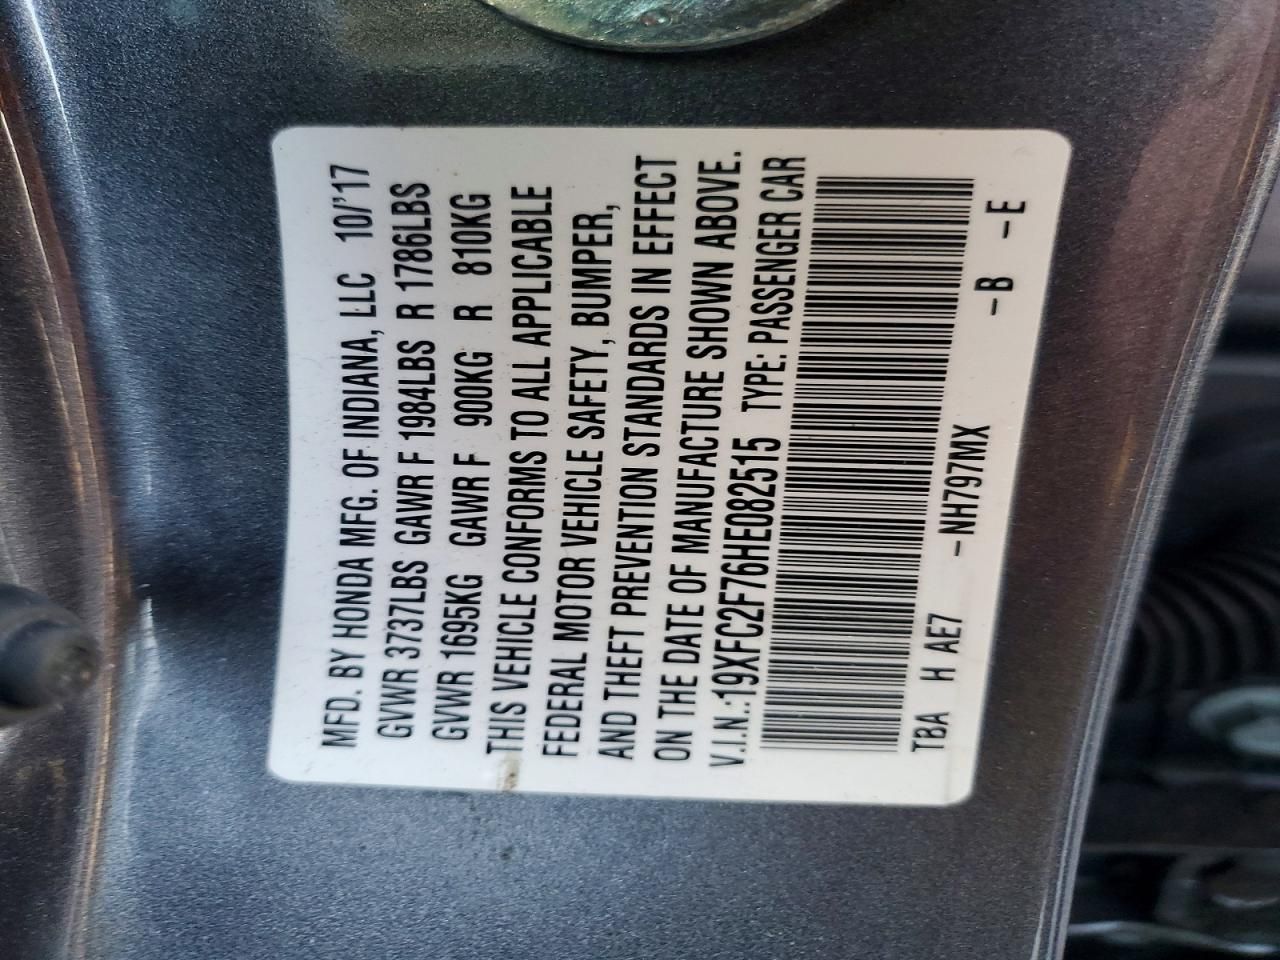 MFD. BY HONDA MFG. OF INDIANA, LLC 10/'17
GVWR 3737LBS GAWR F 1984LBS R 1786LBS
GVWR 1695KG GAWR F 900KG R 810KG
THIS VEHICLE CONFORMS TO ALL APPLICABLE
FEDERAL MOTOR VEHICLE SAFETY, BUMPER,
AND THEFT PREVENTION STANDARDS IN EFFECT
ON THE DATE OF MANUFACTURE SHOWN ABOVE.
V.I.N.:19XFC2F76HE082515 TYPE: PASSENGER CAR
TBA H AE7 -NH797MX -B -E